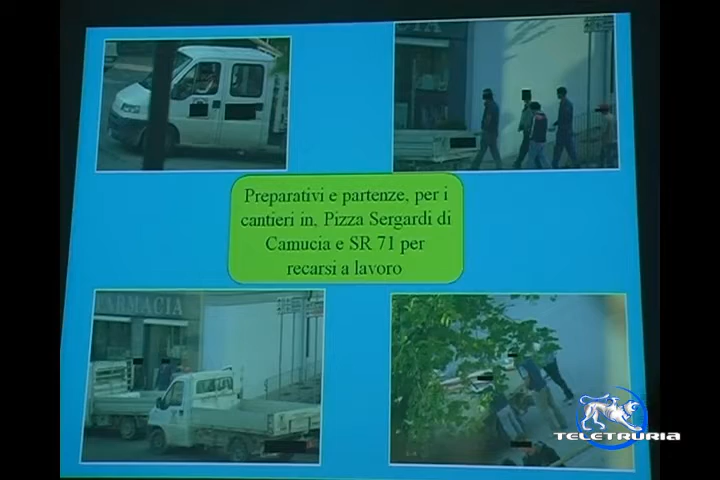 Preparativi e partenze, per i
cantieri in, Pizza Sergardi di
Camucia e SR 71 per
recarsi a lavoro
FARMACIA
TELETRURIA